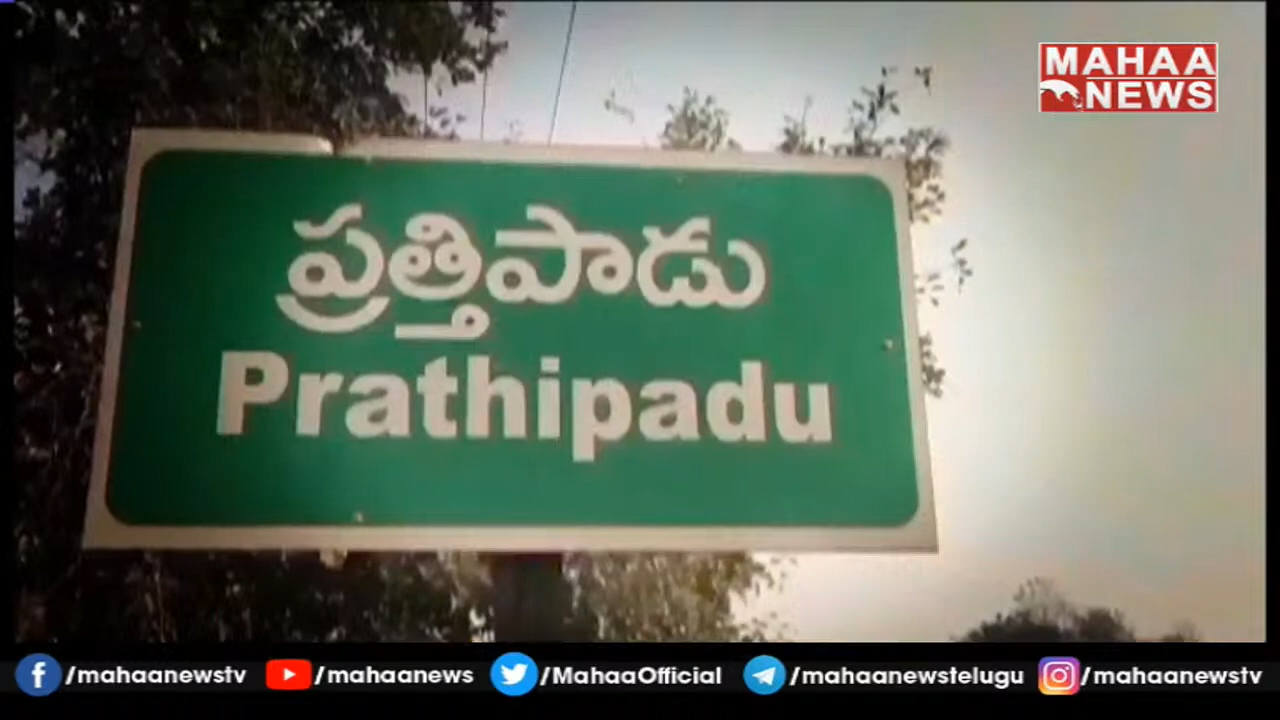 MAHAA
NEWS
ప్రత్తిపాడు
Prathipadu
/mahaanewstv /mahaanews /MahaaOfficial /mahaanewstelugu /mahaanewstv